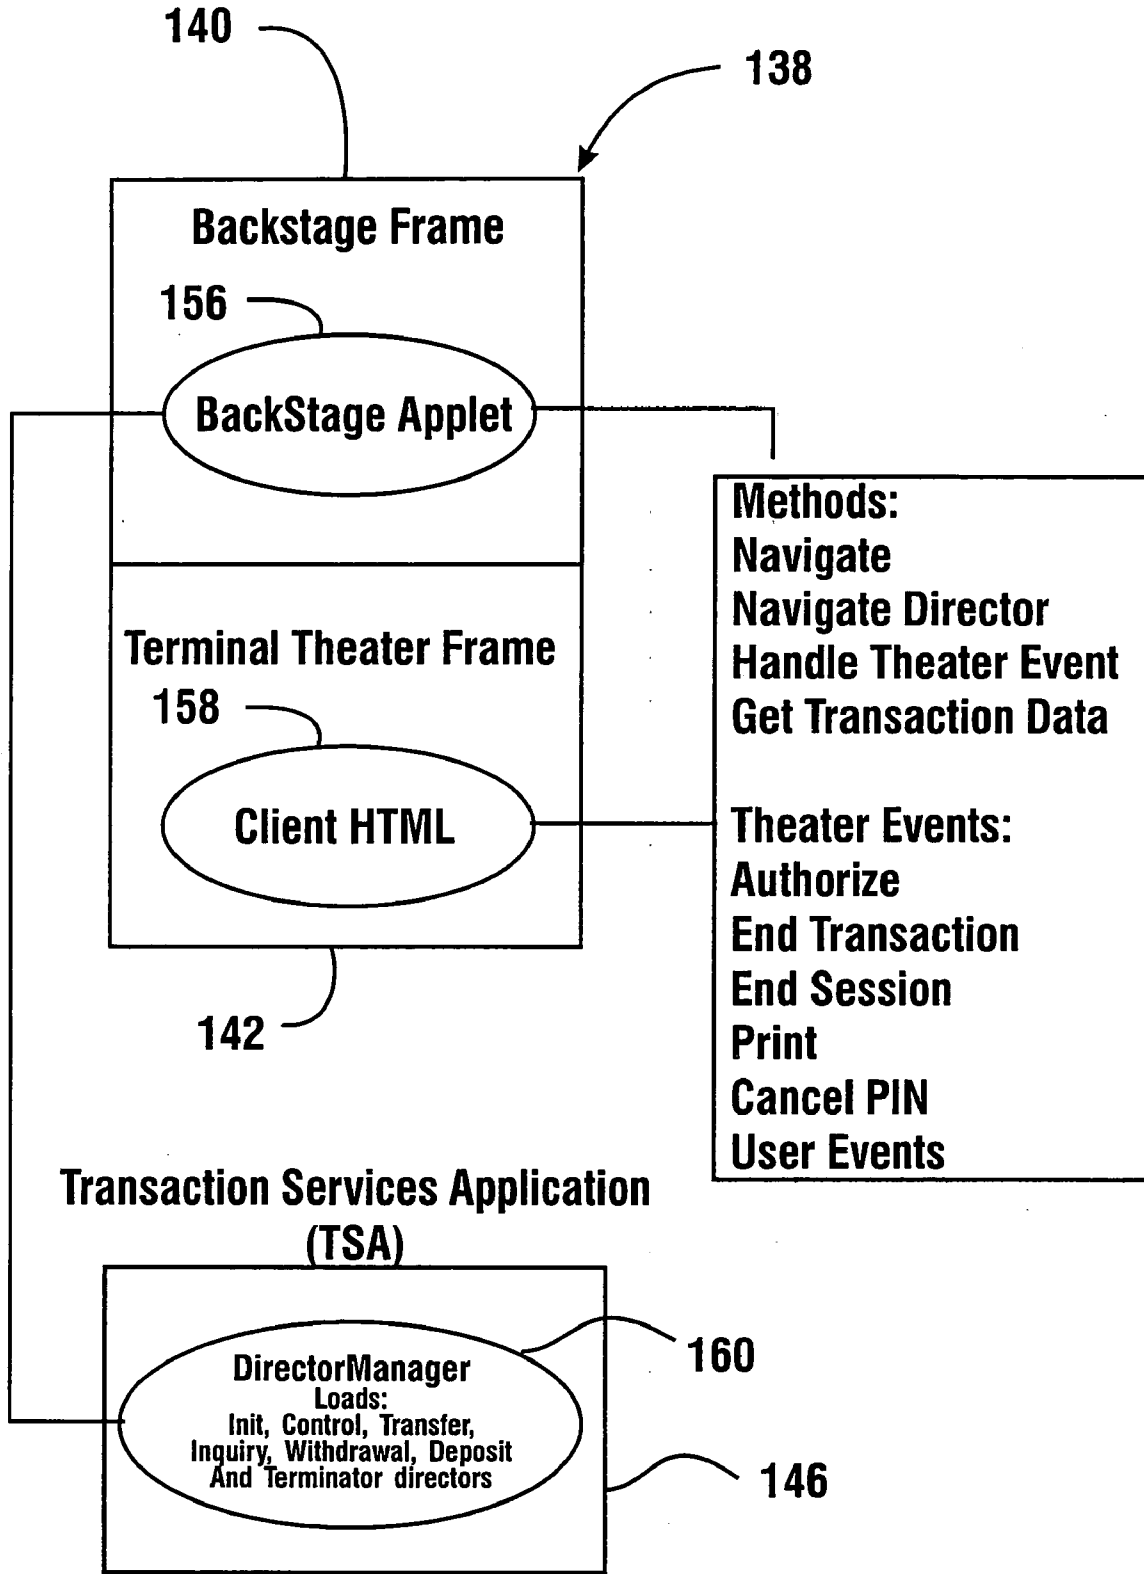 140
138
Backstage Frame
156
BackStage Applet
Methods:
Navigate
Navigate Director
Handle Theater Event
Get Transaction Data
Terminal Theater Frame
158
Client HTML
Theater Events:
Authorize
End Transaction
End Session
Print
Cancel PIN
User Events
142
Transaction Services Application
(TSA)
DirectorManager
Loads:
Init, Control, Transfer,
Inquiry, Withdrawal, Deposit
And Terminator directors
160
146